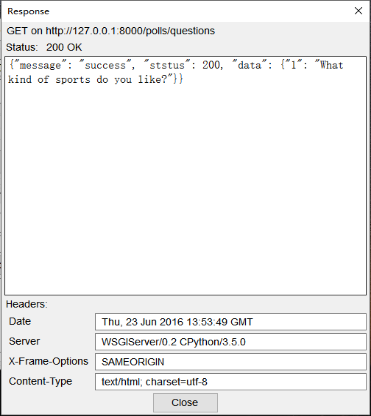 Response
GET on http://127.0.0.1:8000/polls/questions
Status: 200 OK
{"message": "success", "ststus": 200, "data": {"1": "What
kind of sports do you like?"}}
Headers:
Date Thu, 23 Jun 2016 13:53:49 GMT
Server WSGIServer/0.2 CPython/3.5.0
X-Frame-Options SAMEORIGIN
Content-Type text/html; charset=utf-8
Close